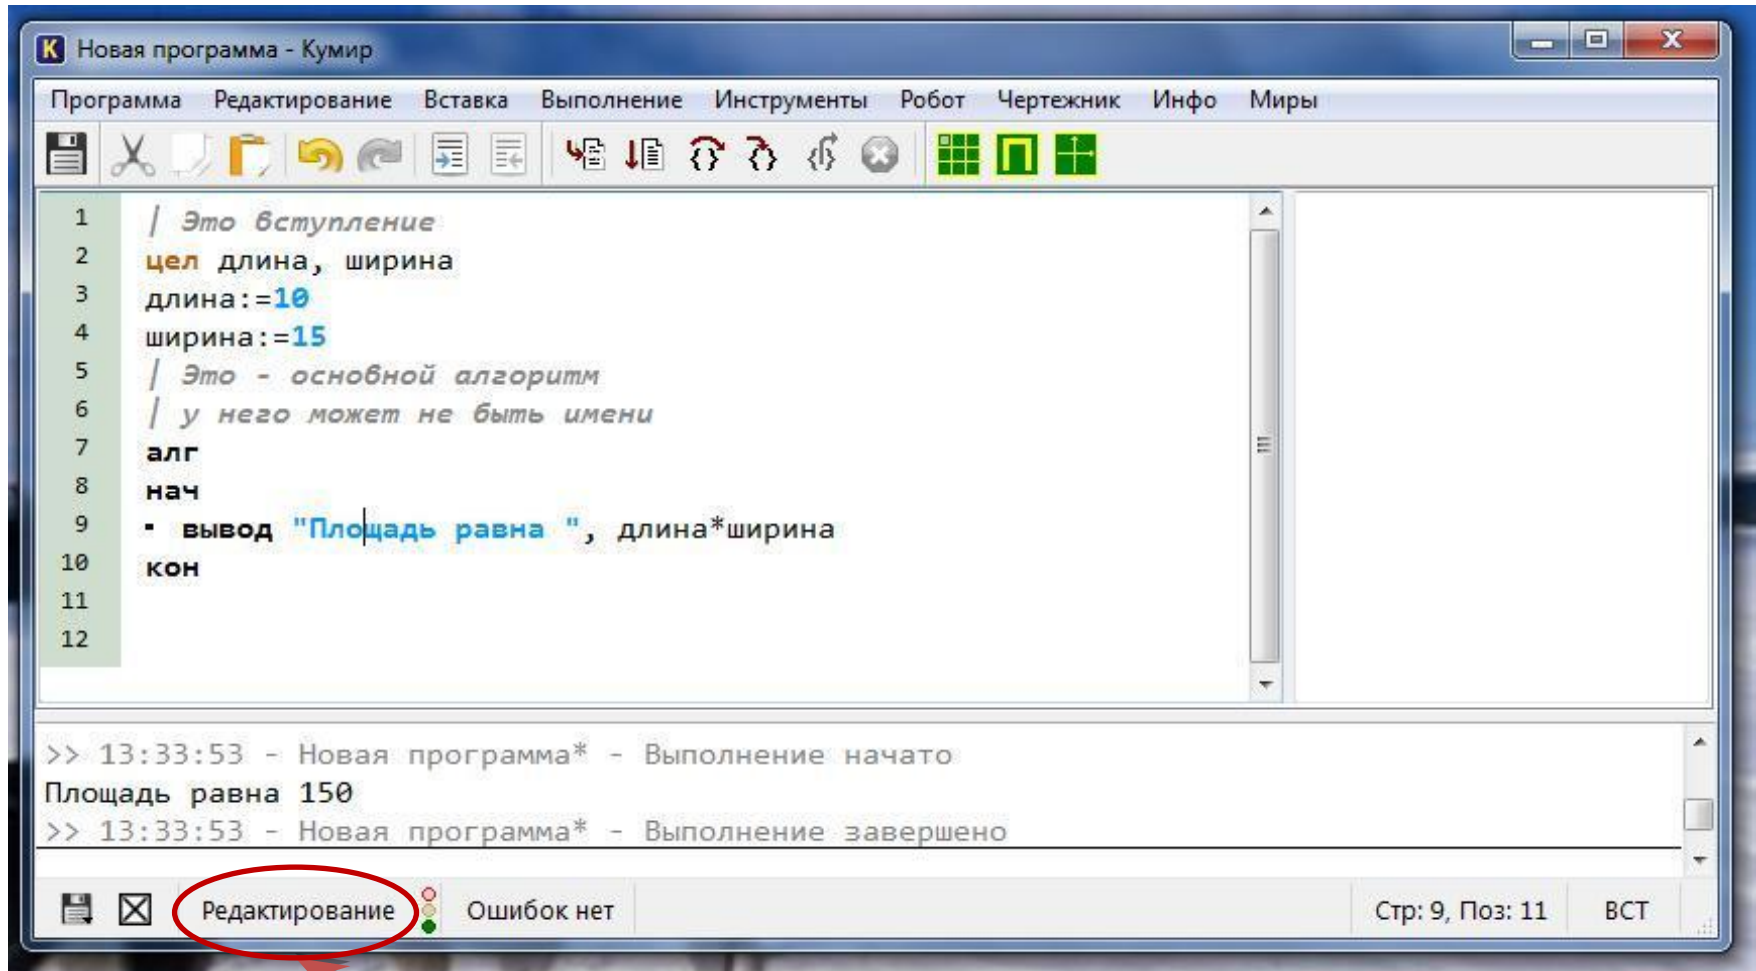 Новая программа - Кумир
Программа Редактирование Вставка Выполнение Инструменты Робот Чертежник Инфо Миры
1 | Это вступление
2 цел длина, ширина
3 длина:=10
4 ширина:=15
5 | Это - основной алгоритм
6 | у него может не быть имени
7 алг
8 нач
9 вывод "Площадь равна ", длина*ширина
10 кон
11
12
>> 13:33:53 - Новая программа* - Выполнение начато
Площадь равна 150
>> 13:33:53 - Новая программа* - Выполнение завершено
Редактирование Ошибок нет Стр: 9, Поз: 11 ВСТ